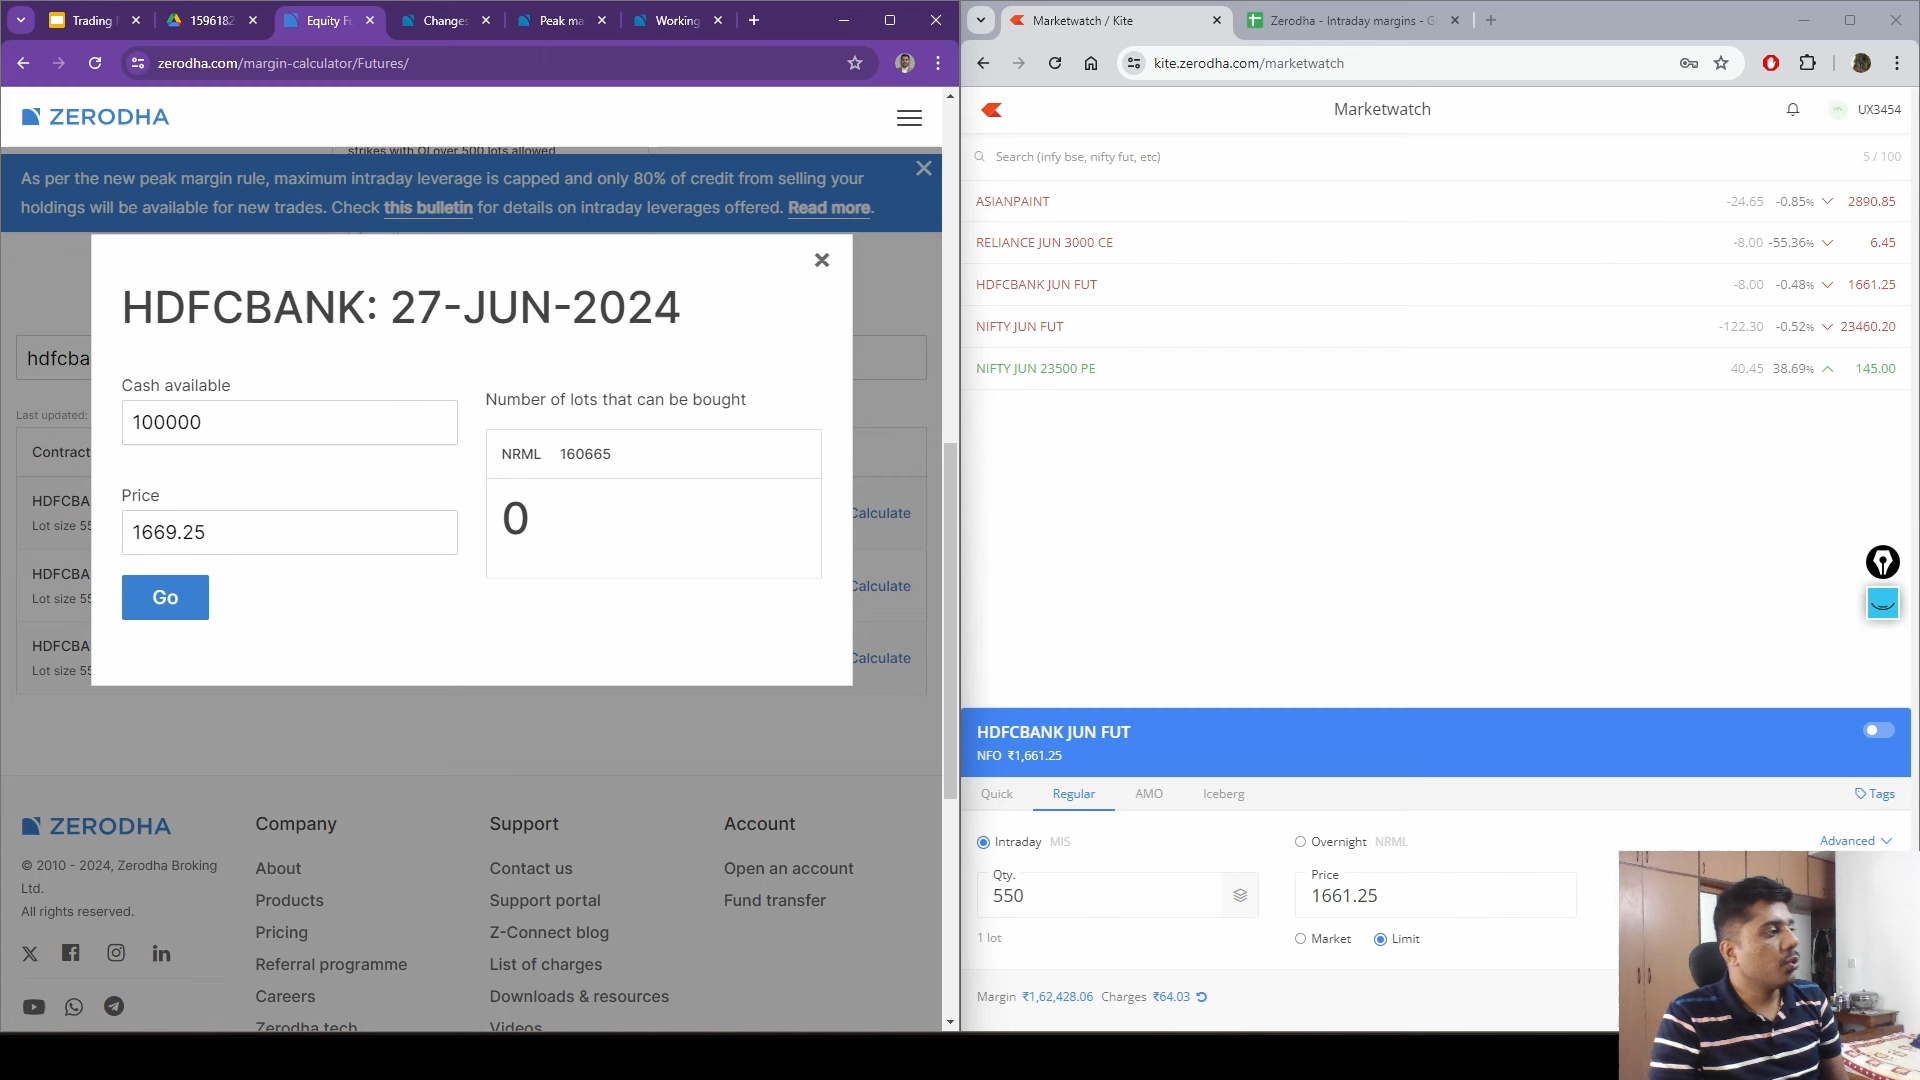 Trading
1596182
Equity Fu
Changes
Peak ma
Working
zerodha.com/margin-calculator/Futures/
ZERODHA
strikes with OI over 500 lots allowed
As per the new peak margin rule, maximum intraday leverage is capped and only 80% of credit from selling your
holdings will be available for new trades. Check this bulletin for details on intraday leverages offered. Read more.
HDFCBANK: 27-JUN-2024
hdfcba
Cash available
100000
Number of lots that can be bought
NRML 160665
0
Price
1669.25
Go
Last updated:
Contract
HDFCBA
Lot size 55
Calculate
HDFCBA
Lot size 55
Calculate
HDFCBA
Lot size 55
Calculate
ZERODHA
© 2010 - 2024, Zerodha Broking
Ltd.
All rights reserved.
Company
About
Products
Pricing
Referral programme
Careers
Zerodha tech
Support
Contact us
Support portal
Z-Connect blog
List of charges
Downloads & resources
Videos
Account
Open an account
Fund transfer
Marketwatch / Kite
Zerodha - Intraday margins - Go
kite.zerodha.com/marketwatch
Marketwatch
UX3454
Search (infy bse, nifty fut, etc)
5 / 100
ASIANPAINT -24.65 -0.85% 2890.85
RELIANCE JUN 3000 CE -8.00 -55.36% 6.45
HDFCBANK JUN FUT -8.00 -0.48% 1661.25
NIFTY JUN FUT -122.30 -0.52% 23460.20
NIFTY JUN 23500 PE 40.45 38.69% 145.00
HDFCBANK JUN FUT
NFO ₹1,661.25
Quick Regular AMO Iceberg Tags
Intraday MIS Overnight NRML Advanced
Qty.
550
Price
1661.25
1 lot
Market Limit
Margin ₹1,62,428.06 Charges ₹64.03